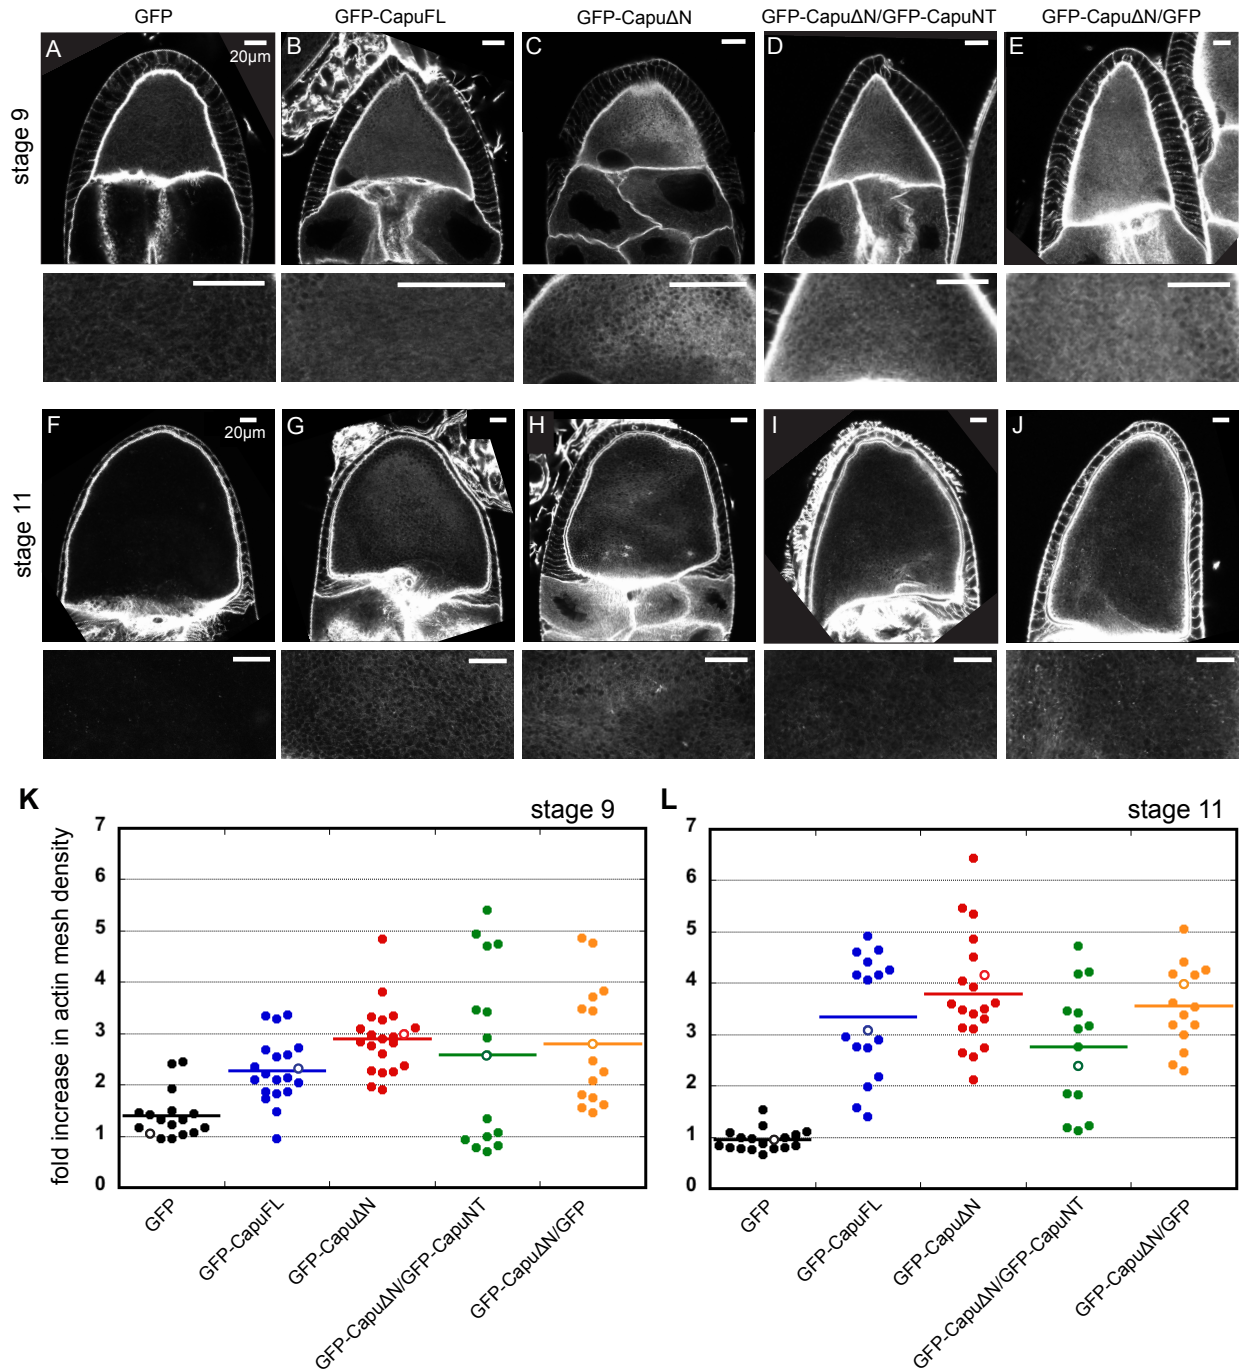 GFP
GFP-CapuFL
GFP-CapuΔN
GFP-CapuΔN/GFP-CapuNT
GFP-CapuΔN/GFP
stage 9
A
20μm
B
C
D
E
stage 11
F
20μm
G
H
I
J
K
stage 9
fold increase in actin mesh density
7
6
5
4
3
2
1
0
GFP
GFP-CapuFL
GFP-CapuΔN
GFP-CapuΔN/GFP-CapuNT
GFP-CapuΔN/GFP
L
stage 11
7
6
5
4
3
2
1
0
GFP
GFP-CapuFL
GFP-CapuΔN
GFP-CapuΔN/GFP-CapuNT
GFP-CapuΔN/GFP